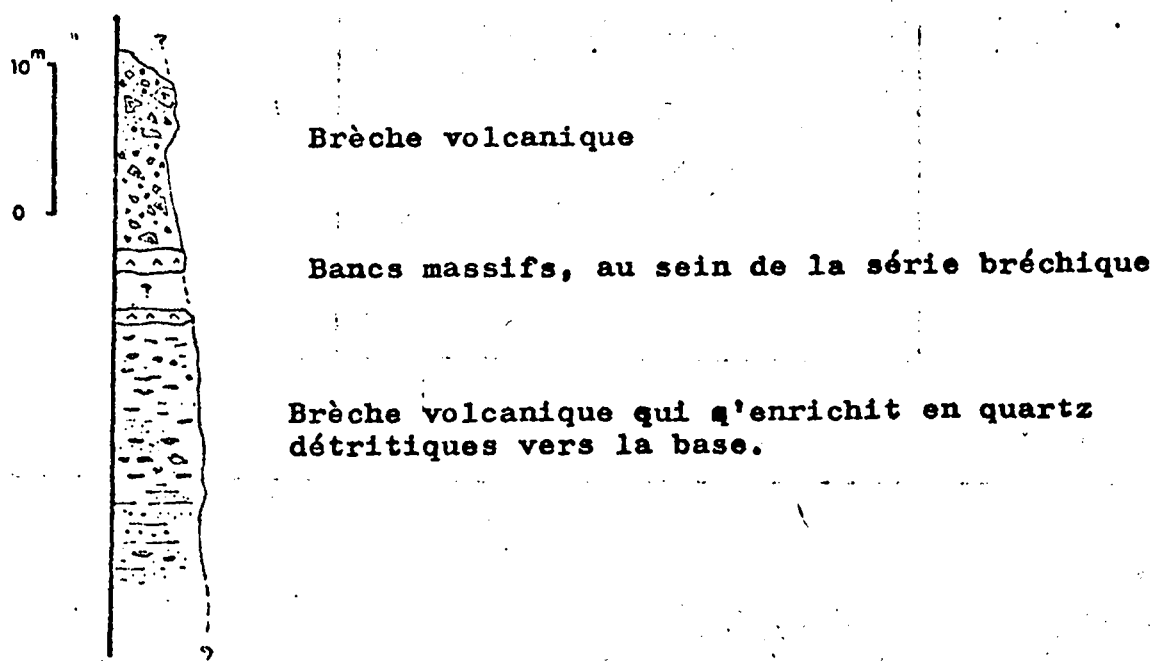 ?
10 m
Brèche volcanique
0
Bancs massifs, au sein de la série bréchique
?
Brèche volcanique qui s'enrichit en quartz
détritiques vers la base.
?